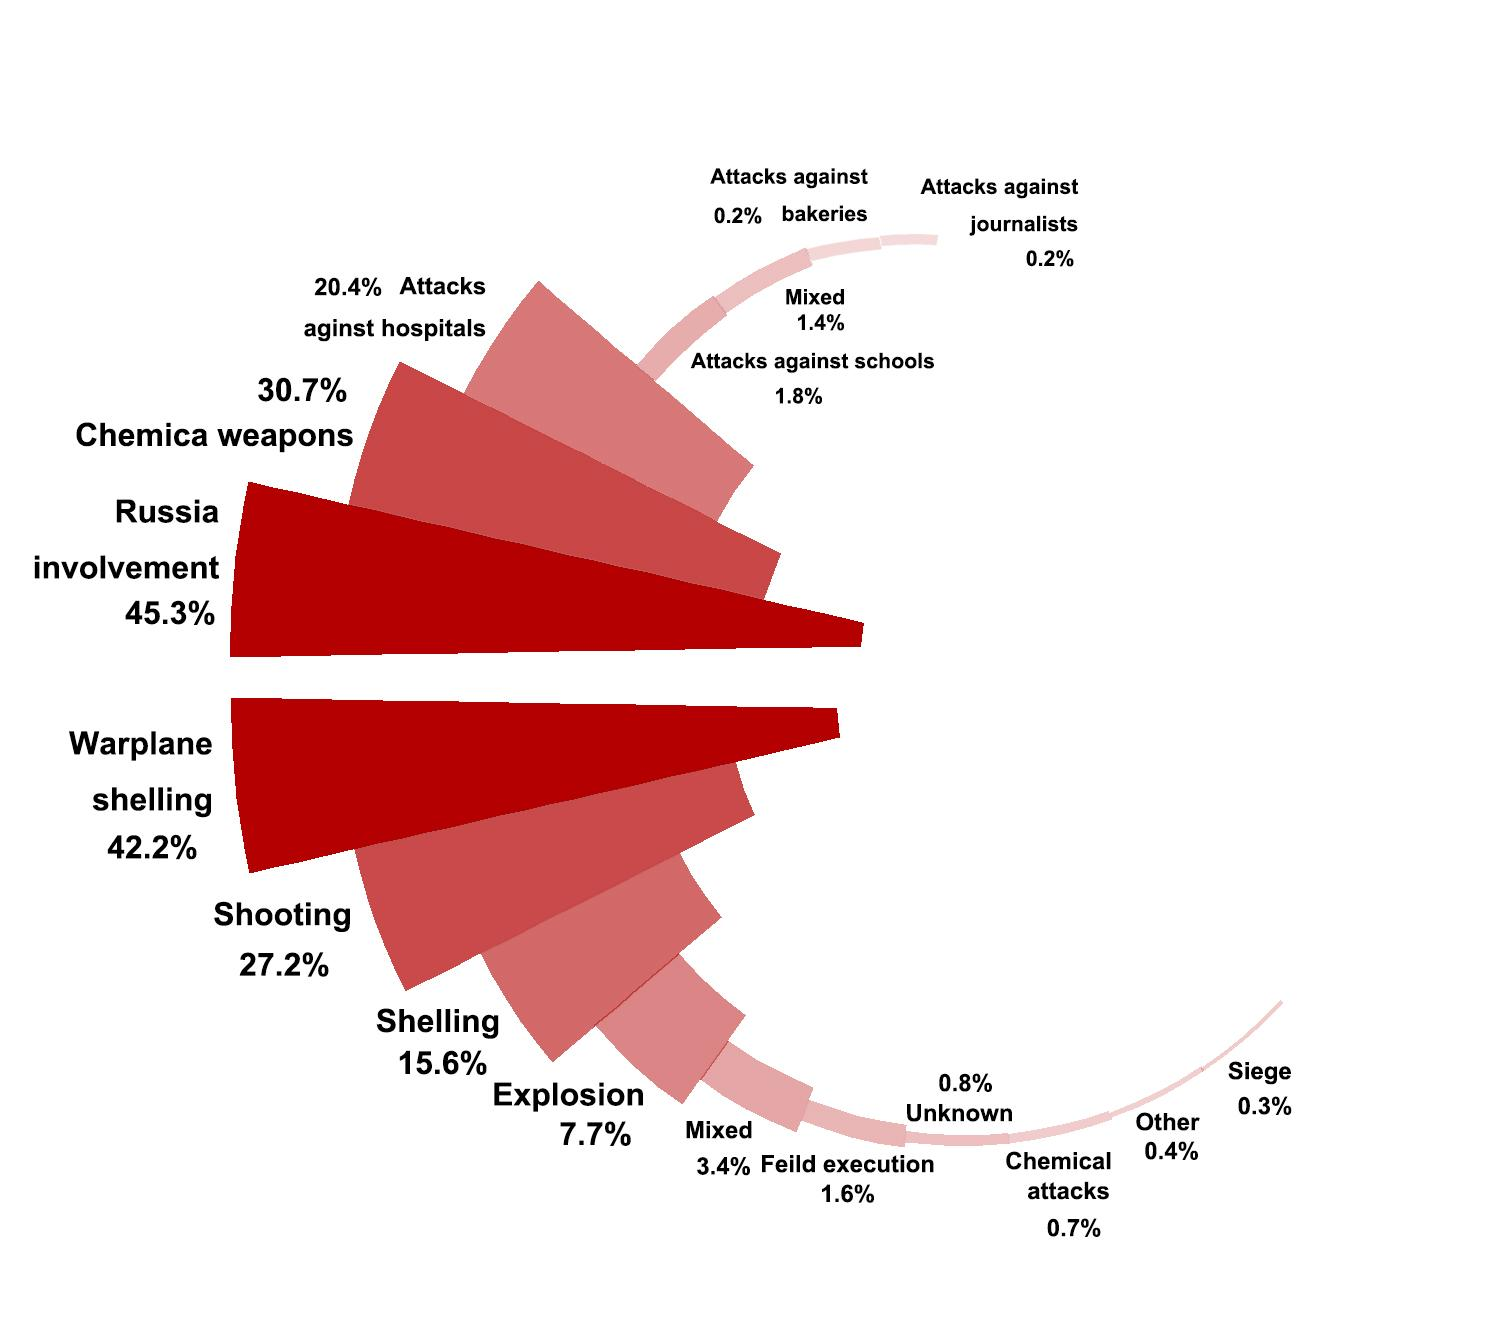 Attacks against
0.2% bakeries
Attacks against
journalists
0.2%
Mixed
1.4%
Attacks against schools
1.8%
20.4% Attacks
aginst hospitals
30.7%
Chemica weapons
Russia
involvement
45.3%
Warplane
shelling
42.2%
Shooting
27.2%
Shelling
15.6%
Explosion
7.7%
Mixed
3.4%
Feild execution
1.6%
0.8%
Unknown
Chemical
attacks
0.7%
Other
0.4%
Siege
0.3%